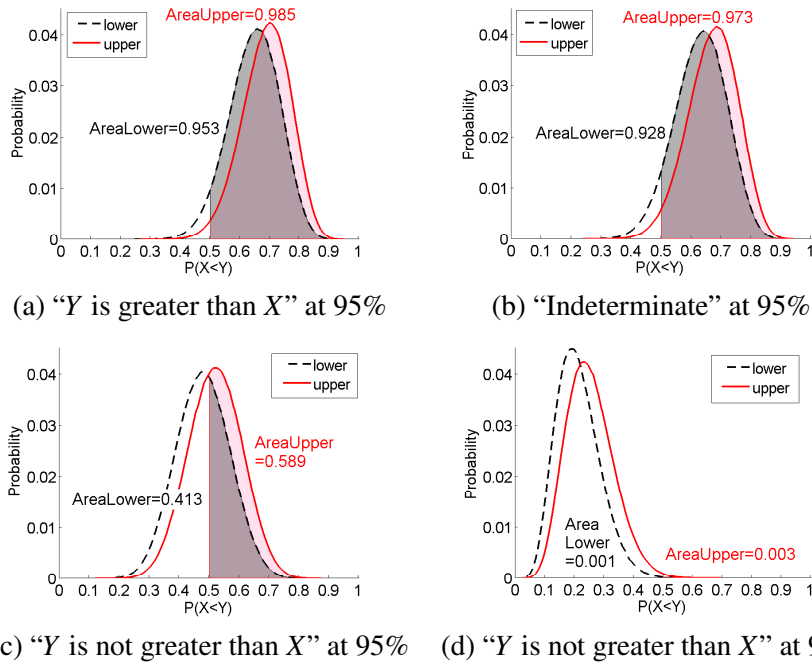 AreaUpper=0.985
lower
upper
AreaLower=0.953
Probability
0.04
0.03
0.02
0.01
0
0 0.1 0.2 0.3 0.4 0.5 0.6 0.7 0.8 0.9 1
P(X<Y)
(a) “Y is greater than X” at 95%
AreaUpper=0.973
lower
upper
AreaLower=0.928
Probability
0.04
0.03
0.02
0.01
0
0 0.1 0.2 0.3 0.4 0.5 0.6 0.7 0.8 0.9 1
P(X<Y)
(b) “Indeterminate” at 95%
lower
upper
AreaUpper
=0.589
AreaLower=0.413
Probability
0.04
0.03
0.02
0.01
0
0 0.1 0.2 0.3 0.4 0.5 0.6 0.7 0.8 0.9 1
P(X<Y)
c) “Y is not greater than X” at 95%
lower
upper
Area
Lower
=0.001
AreaUpper=0.003
Probability
0.04
0.03
0.02
0.01
0
0 0.1 0.2 0.3 0.4 0.5 0.6 0.7 0.8 0.9 1
P(X<Y)
(d) “Y is not greater than X” at 9